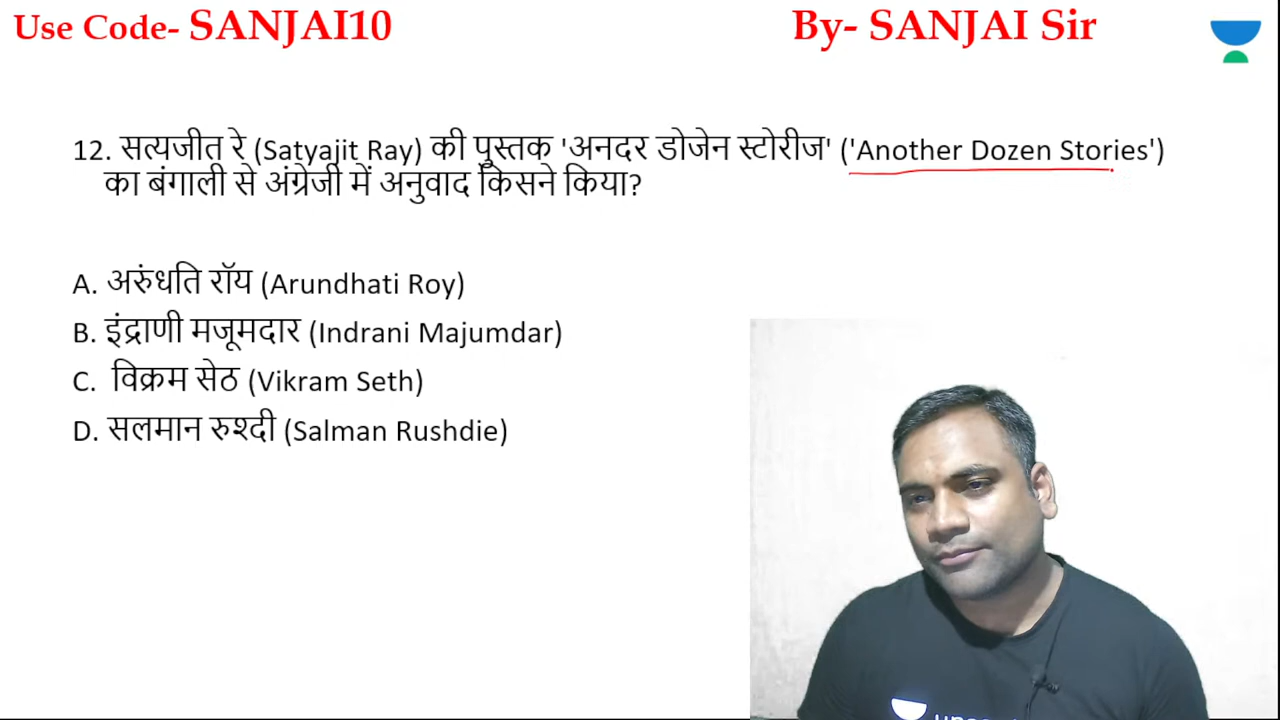 Use Code- SANJAI10
By- SANJAI Sir
12. सत्यजीत रे (Satyajit Ray) की पुस्तक 'अनदर डोजेन स्टोरीज' ('Another Dozen Stories')
का बंगाली से अंग्रेजी में अनुवाद किसने किया?
A. अरुंधति रॉय (Arundhati Roy)
B. इंद्राणी मजूमदार (Indrani Majumdar)
C. विक्रम सेठ (Vikram Seth)
D. सलमान रुश्दी (Salman Rushdie)